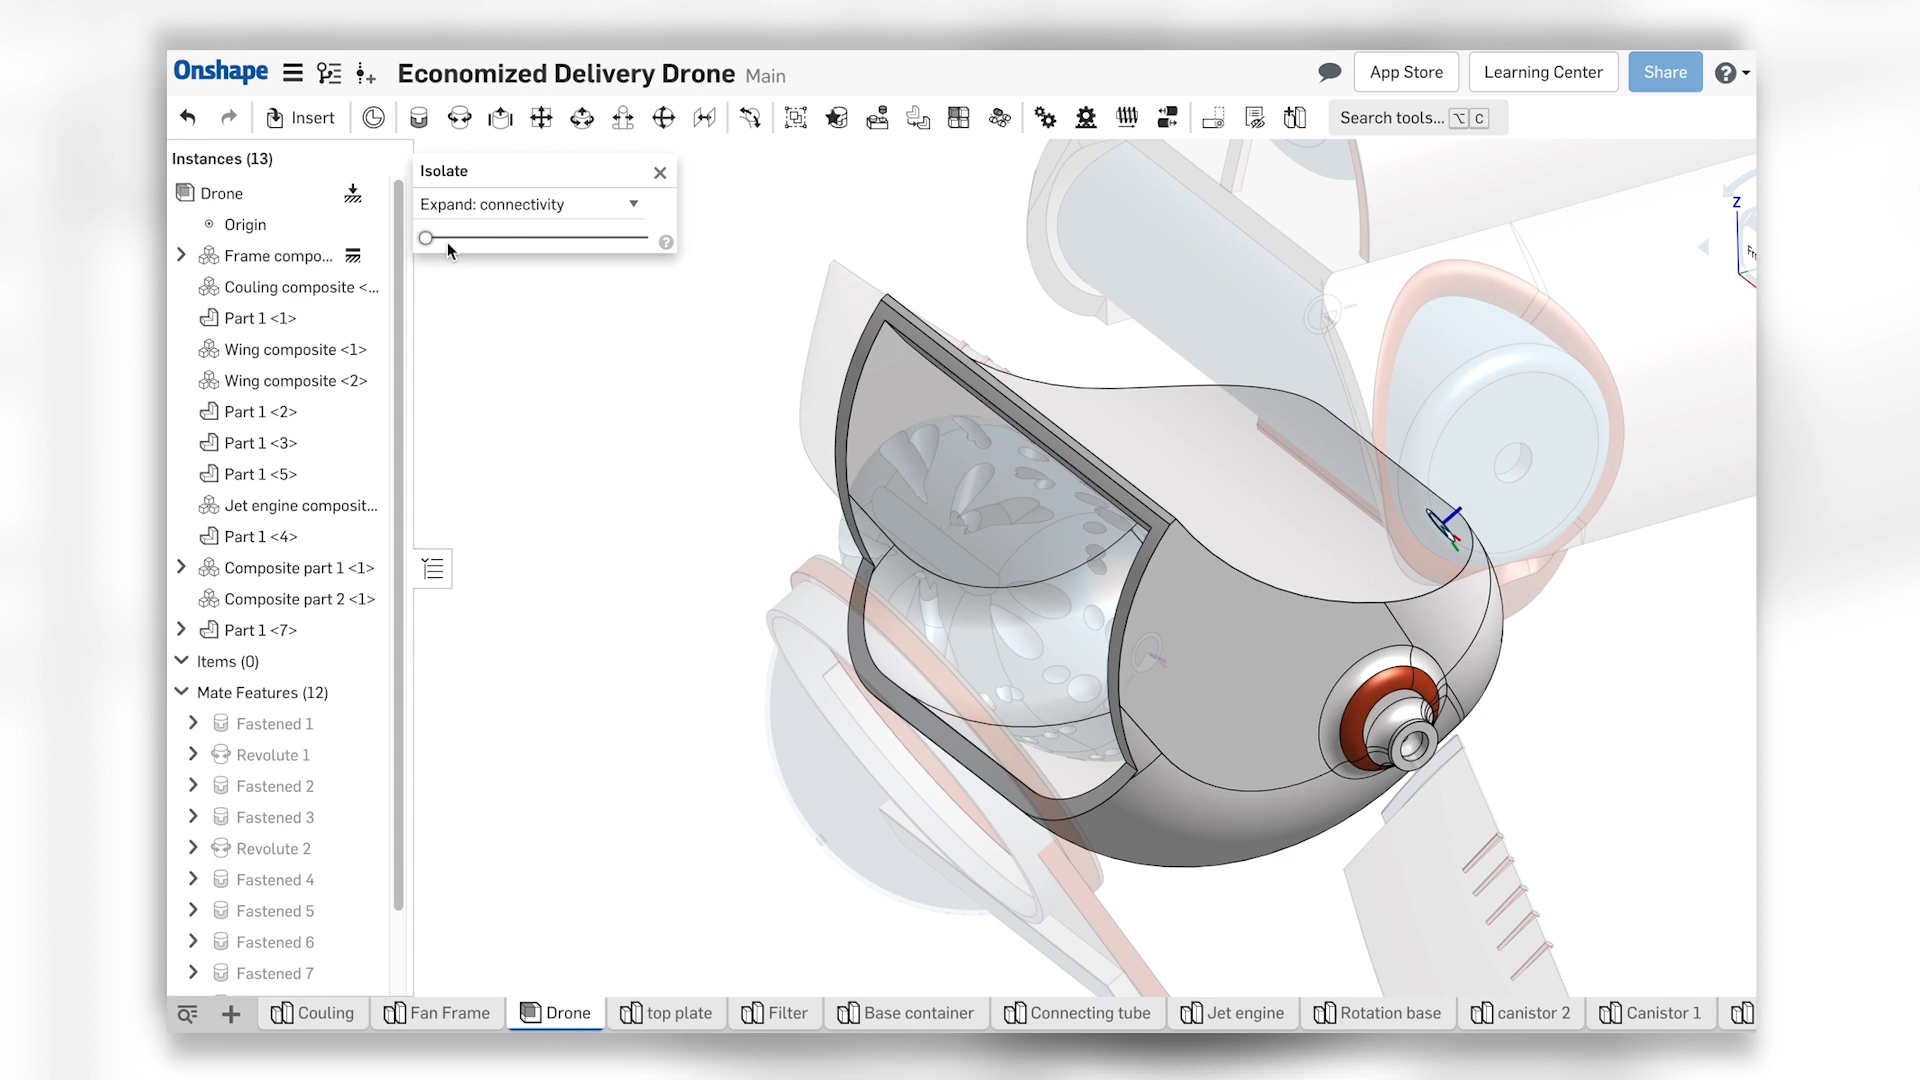 Onshape Economized Delivery Drone Main App Store Learning Center Share
Insert Search tools... ⌥ C
Instances (13)
Drone
Origin
Frame compo...
Couling composite <...
Part 1 <1>
Wing composite <1>
Wing composite <2>
Part 1 <2>
Part 1 <3>
Part 1 <5>
Jet engine composit...
Part 1 <4>
Composite part 1 <1>
Composite part 2 <1>
Part 1 <7>
Items (0)
Mate Features (12)
Fastened 1
Revolute 1
Fastened 2
Fastened 3
Revolute 2
Fastened 4
Fastened 5
Fastened 6
Fastened 7
Isolate
Expand: connectivity
Z
Couling Fan Frame Drone top plate Filter Base container Connecting tube Jet engine Rotation base canistor 2 Canistor 1